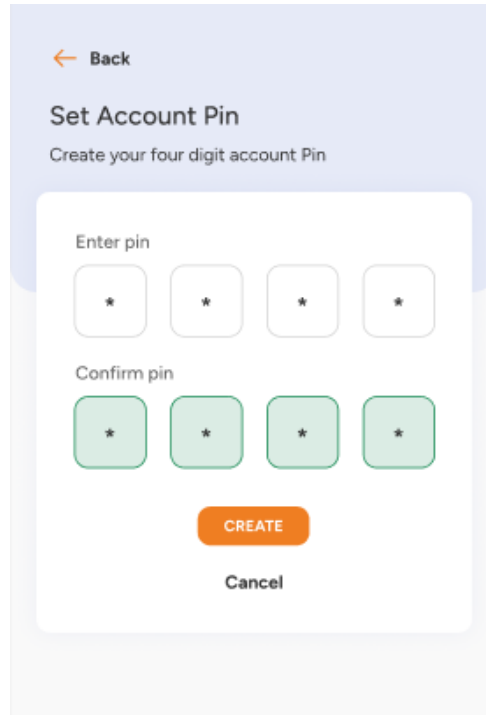 Back
Set Account Pin
Create your four digit account Pin
Enter pin
* * * *
Confirm pin
* * * *
CREATE
Cancel